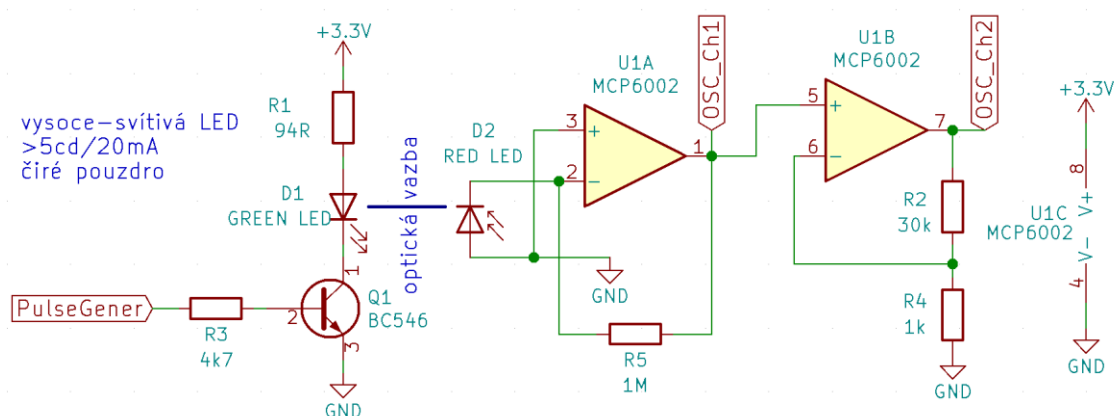 +3.3V
R1
94R
vysoce-svítivá LED
>5cd/20mA
čiré pouzdro
D1
GREEN LED
optická vazba
PulseGener
R3
4k7
1
2
3
Q1
BC546
GND
D2
RED LED
U1A
MCP6002
3
+
2
-
1
OSC_Ch1
GND
R5
1M
U1B
MCP6002
5
+
6
-
7
OSC_Ch2
R2
30k
R4
1k
GND
+3.3V
8
V+
U1C
MCP6002
V-
4
GND